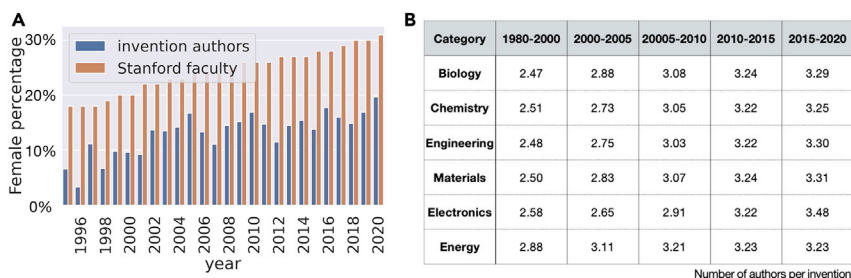 A
30%
20%
10%
0%
Female percentage
invention authors
Stanford faculty
1996
1998
2000
2002
2004
2006
2008
2010
2012
2014
2016
2018
2020
year
B
Category 1980-2000 2000-2005 20005-2010 2010-2015 2015-2020
Biology 2.47 2.88 3.08 3.24 3.29
Chemistry 2.51 2.73 3.05 3.22 3.25
Engineering 2.48 2.75 3.03 3.22 3.30
Materials 2.50 2.83 3.07 3.24 3.31
Electronics 2.58 2.65 2.91 3.22 3.48
Energy 2.88 3.11 3.21 3.23 3.23
Number of authors per invention